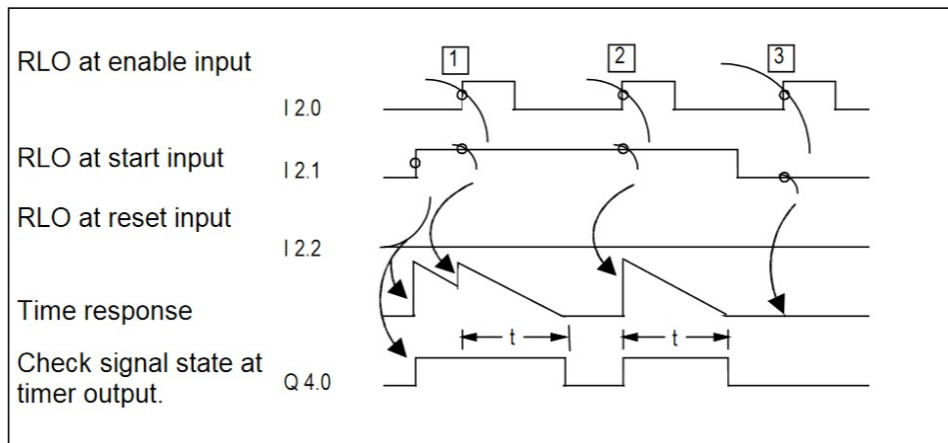 RLO at enable input
1
2
3
I 2.0
RLO at start input
I 2.1
RLO at reset input
I 2.2
Time response
t
t
Check signal state at
timer output.
Q 4.0